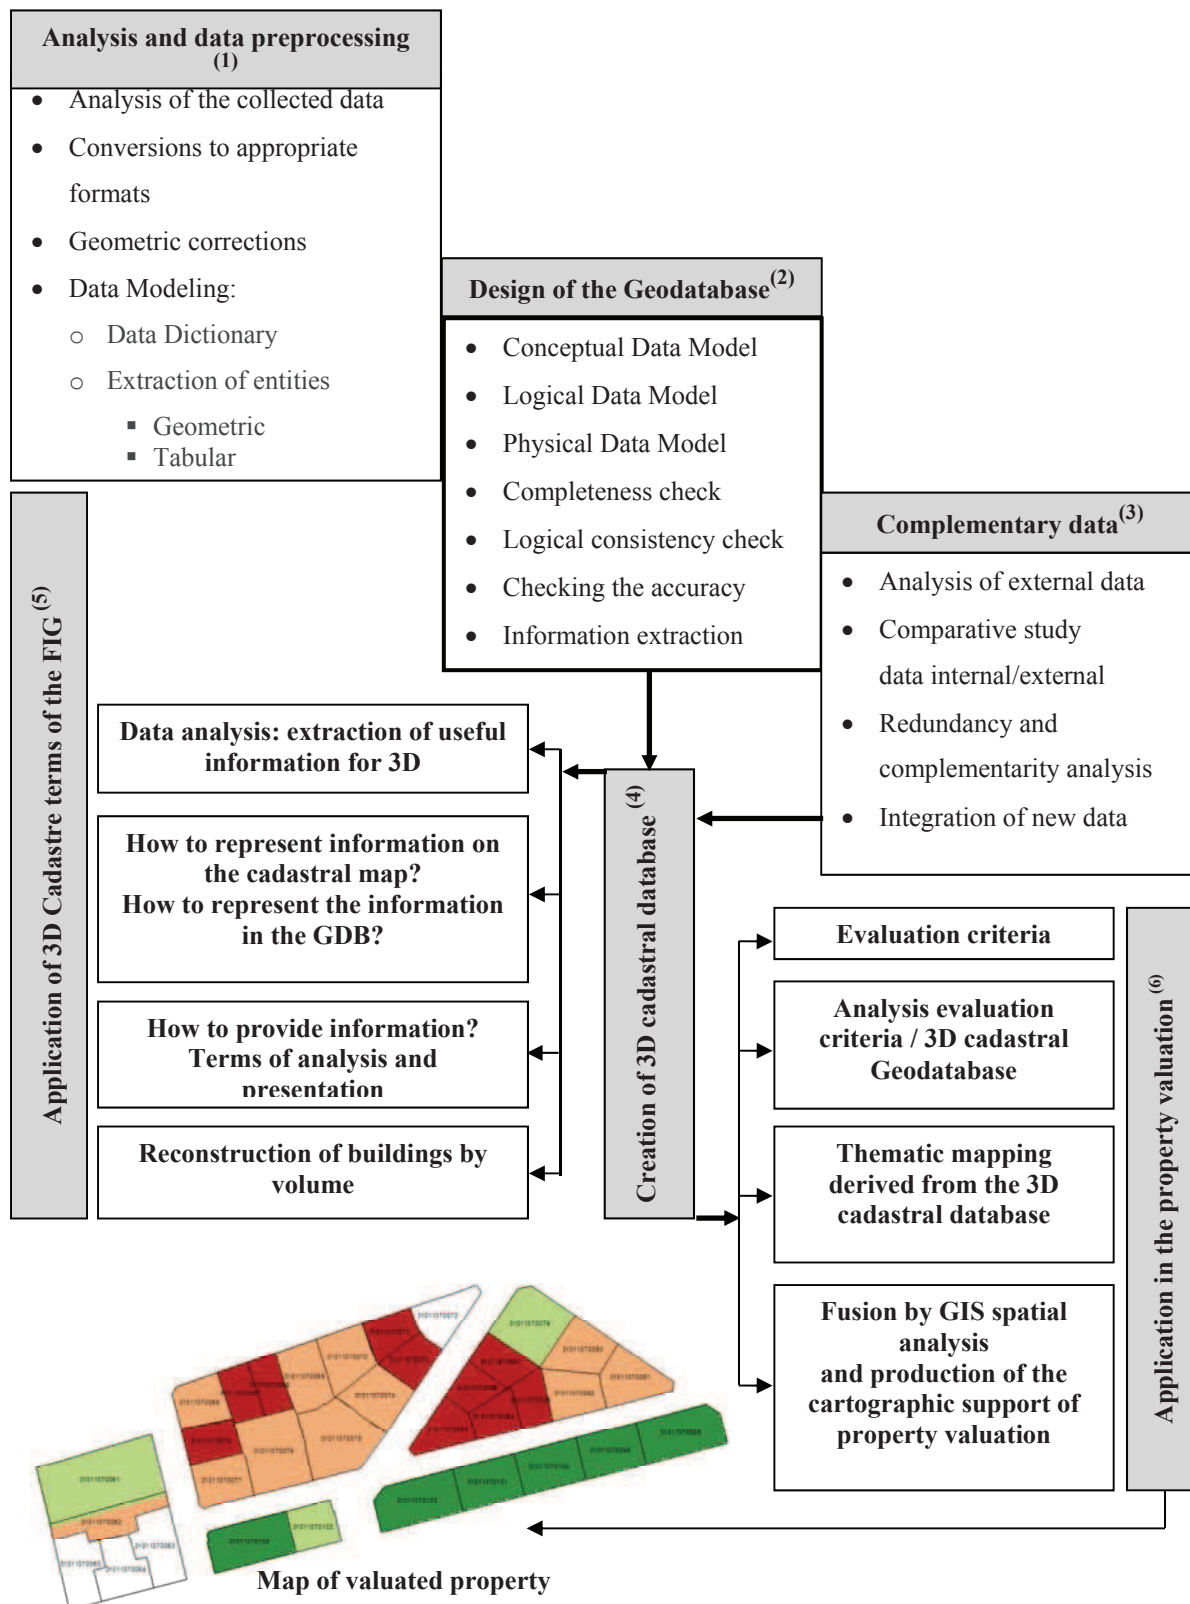 Analysis and data preprocessing
(1)
• Analysis of the collected data
• Conversions to appropriate
formats
• Geometric corrections
• Data Modeling:
o Data Dictionary
o Extraction of entities
▪ Geometric
▪ Tabular
Design of the Geodatabase(2)
• Conceptual Data Model
• Logical Data Model
• Physical Data Model
• Completeness check
• Logical consistency check
• Checking the accuracy
• Information extraction
Complementary data(3)
• Analysis of external data
• Comparative study
data internal/external
• Redundancy and
complementarity analysis
• Integration of new data
Application of 3D Cadastre terms of the FIG (5)
Data analysis: extraction of useful
information for 3D
How to represent information on
the cadastral map?
How to represent the information
in the GDB?
How to provide information?
Terms of analysis and
presentation
Reconstruction of buildings by
volume
Creation of 3D cadastral database (4)
Evaluation criteria
Analysis evaluation
criteria / 3D cadastral
Geodatabase
Thematic mapping
derived from the 3D
cadastral database
Fusion by GIS spatial
analysis
and production of the
cartographic support of
property valuation
Application in the property valuation (6)
Map of valuated property